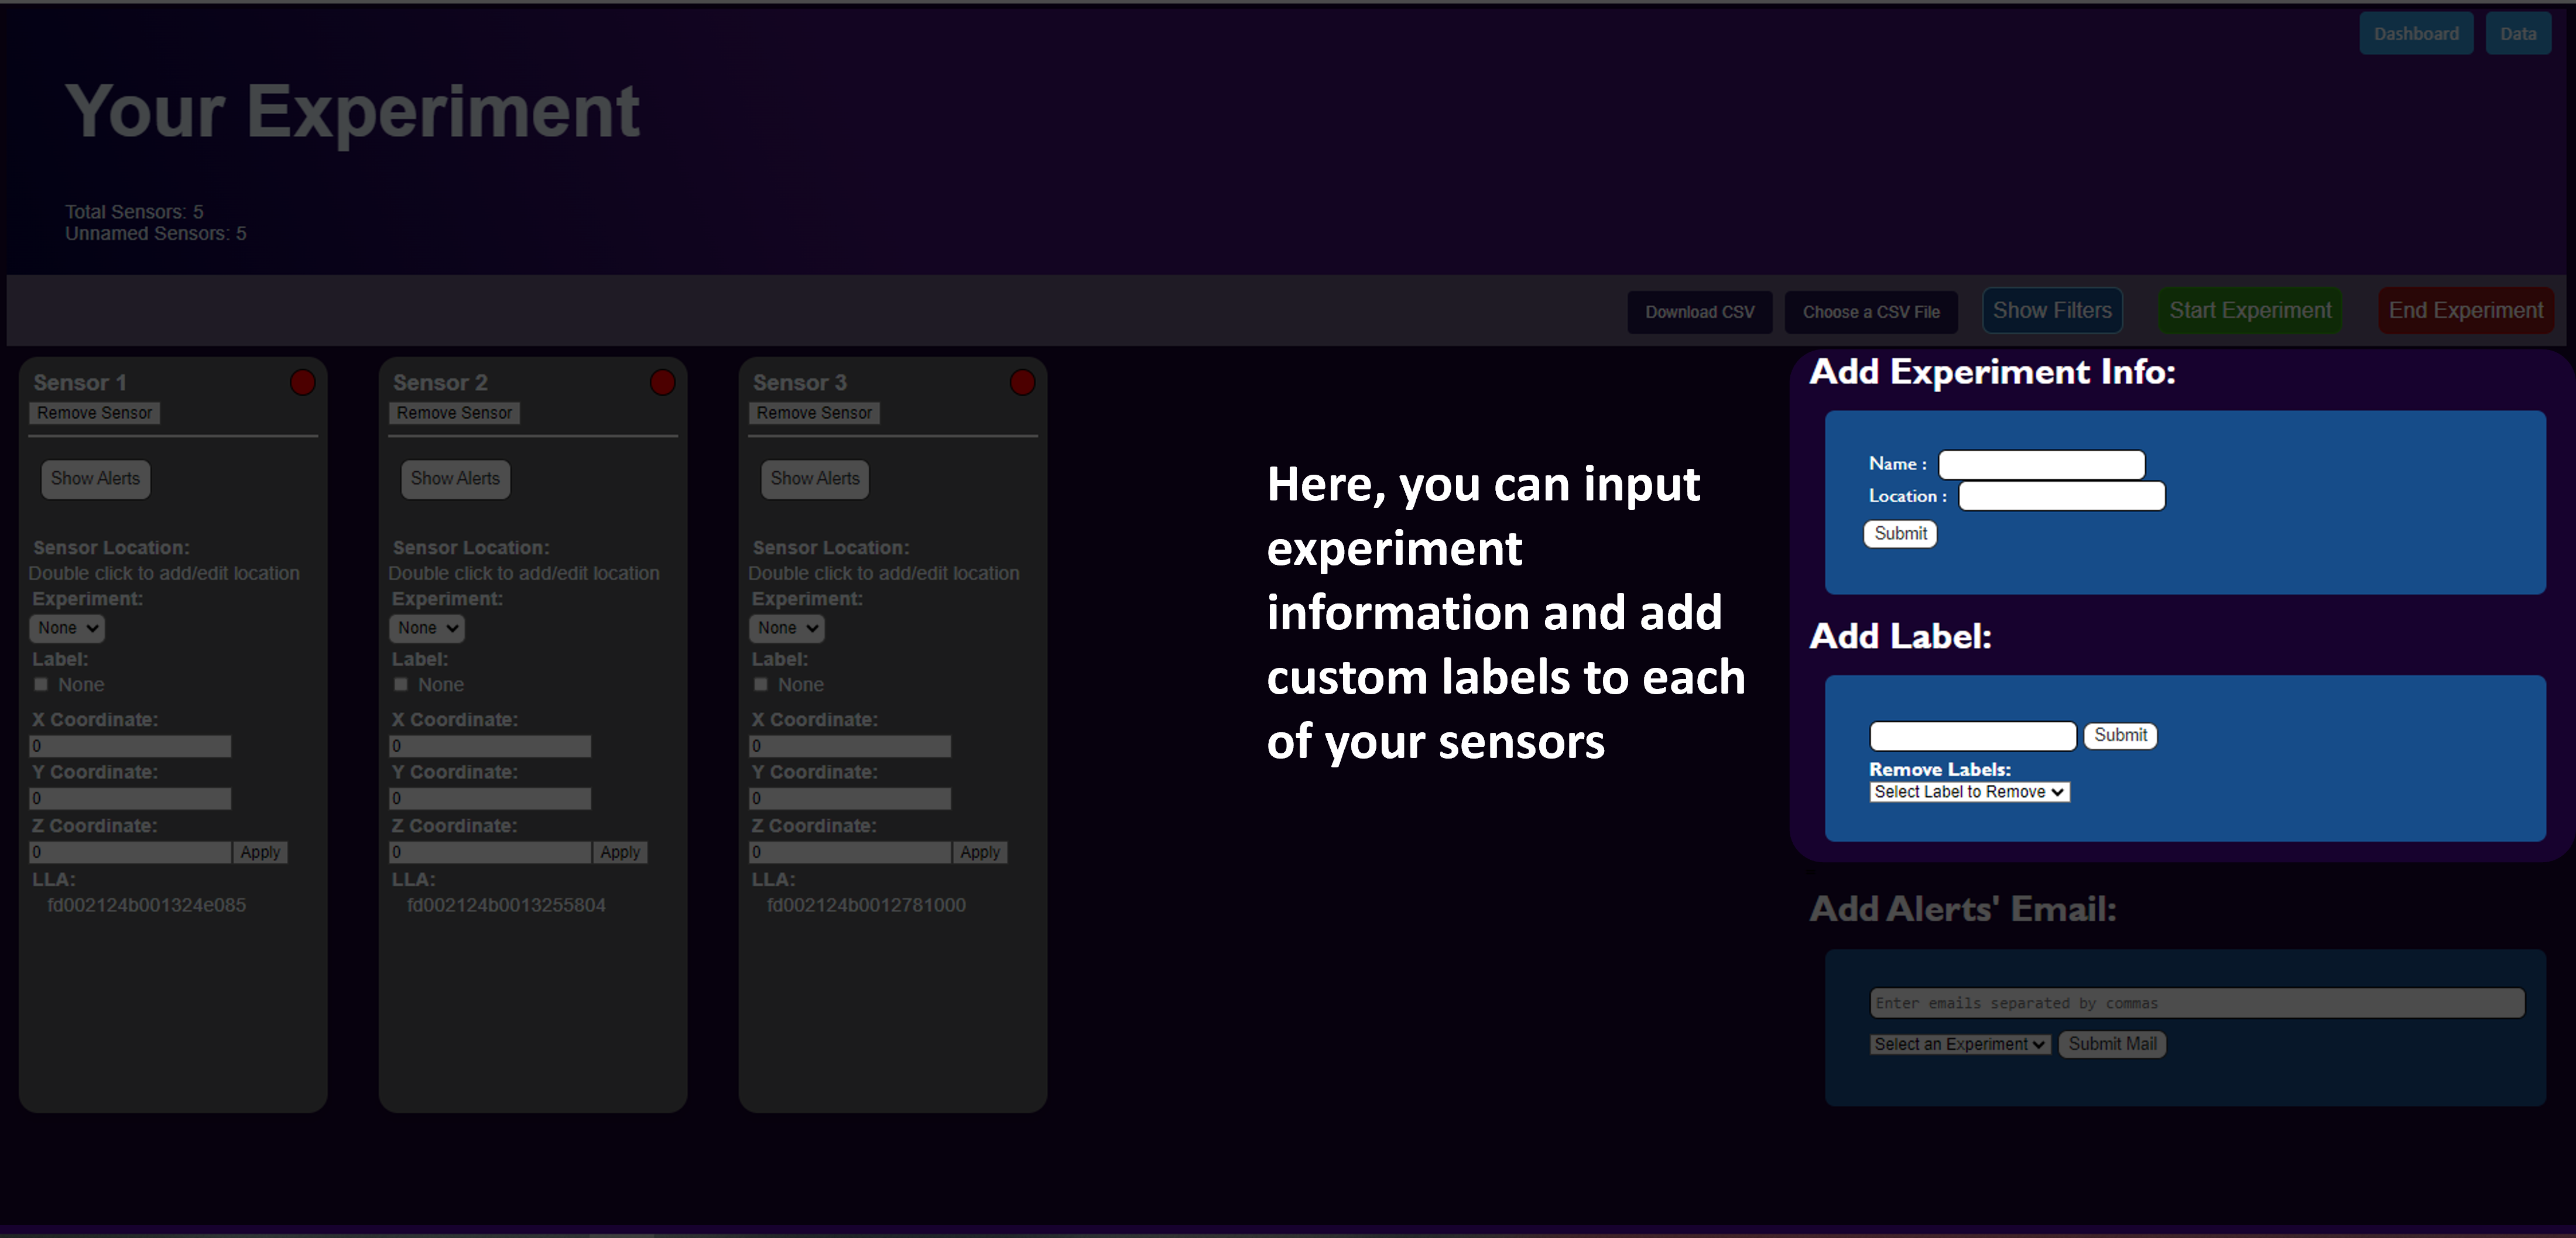 Dashboard Data
Your Experiment
Total Sensors: 5
Unnamed Sensors: 5
Download CSV Choose a CSV File Show Filters Start Experiment End Experiment
Sensor 1
Remove Sensor
Show Alerts
Sensor Location:
Double click to add/edit location
Experiment:
None
Label:
None
X Coordinate:
0
Y Coordinate:
0
Z Coordinate:
0 Apply
LLA:
fd002124b001324e085
Sensor 2
Remove Sensor
Show Alerts
Sensor Location:
Double click to add/edit location
Experiment:
None
Label:
None
X Coordinate:
0
Y Coordinate:
0
Z Coordinate:
0 Apply
LLA:
fd002124b0013255804
Sensor 3
Remove Sensor
Show Alerts
Sensor Location:
Double click to add/edit location
Experiment:
None
Label:
None
X Coordinate:
0
Y Coordinate:
0
Z Coordinate:
0 Apply
LLA:
fd002124b0012781000
Here, you can input
experiment
information and add
custom labels to each
of your sensors
Add Experiment Info:
Name :
Location :
Submit
Add Label:
Submit
Remove Labels:
Select Label to Remove
Add Alerts' Email:
Enter emails separated by commas
Select an Experiment Submit Mail